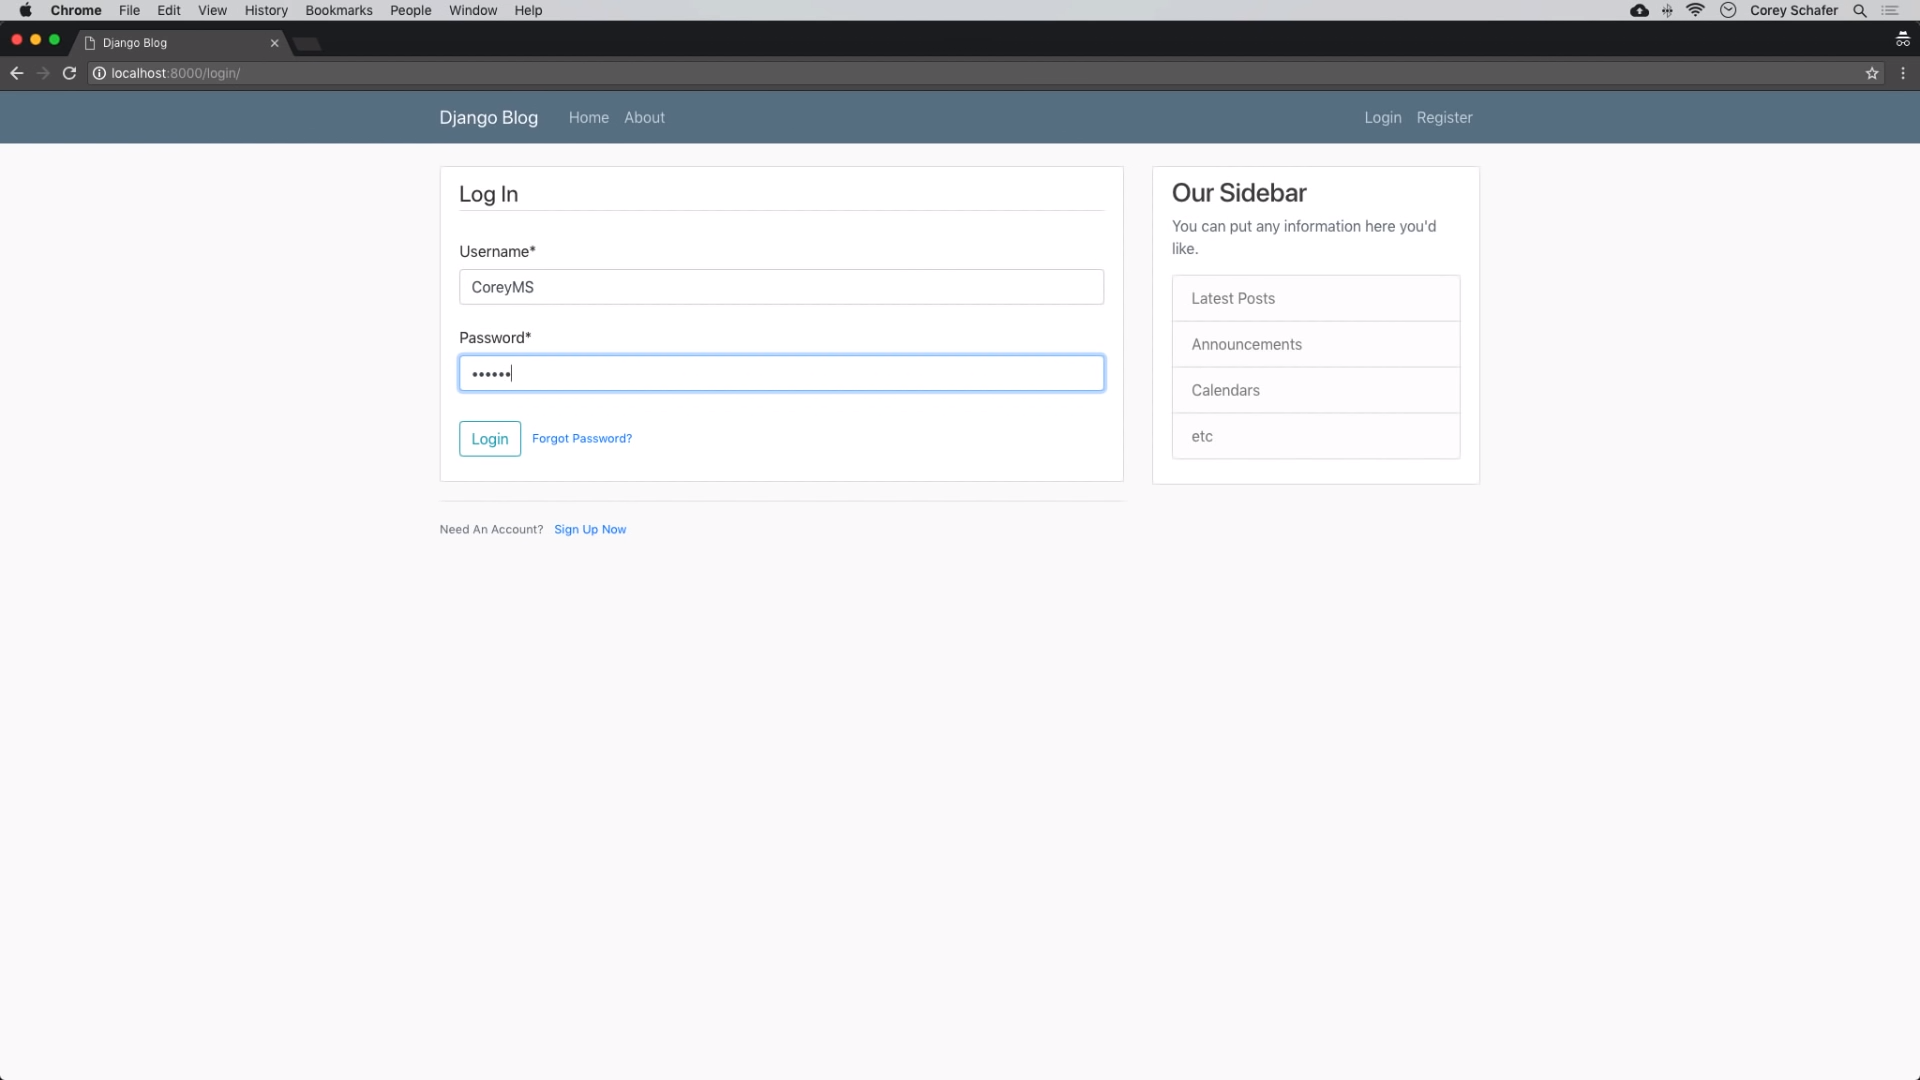 Chrome File Edit View History Bookmarks People Window Help Corey Schafer
Django Blog
localhost:8000/login/
Django Blog Home About Login Register
Log In
Username*
CoreyMS
Password*
••••••
Login Forgot Password?
Need An Account? Sign Up Now
Our Sidebar
You can put any information here you'd
like.
Latest Posts
Announcements
Calendars
etc